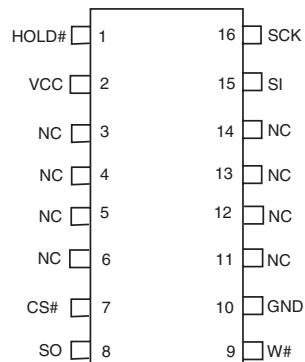 HOLD# 1 16 SCK
VCC 2 15 SI
NC 3 14 NC
NC 4 13 NC
NC 5 12 NC
NC 6 11 NC
CS# 7 10 GND
SO 8 9 W#